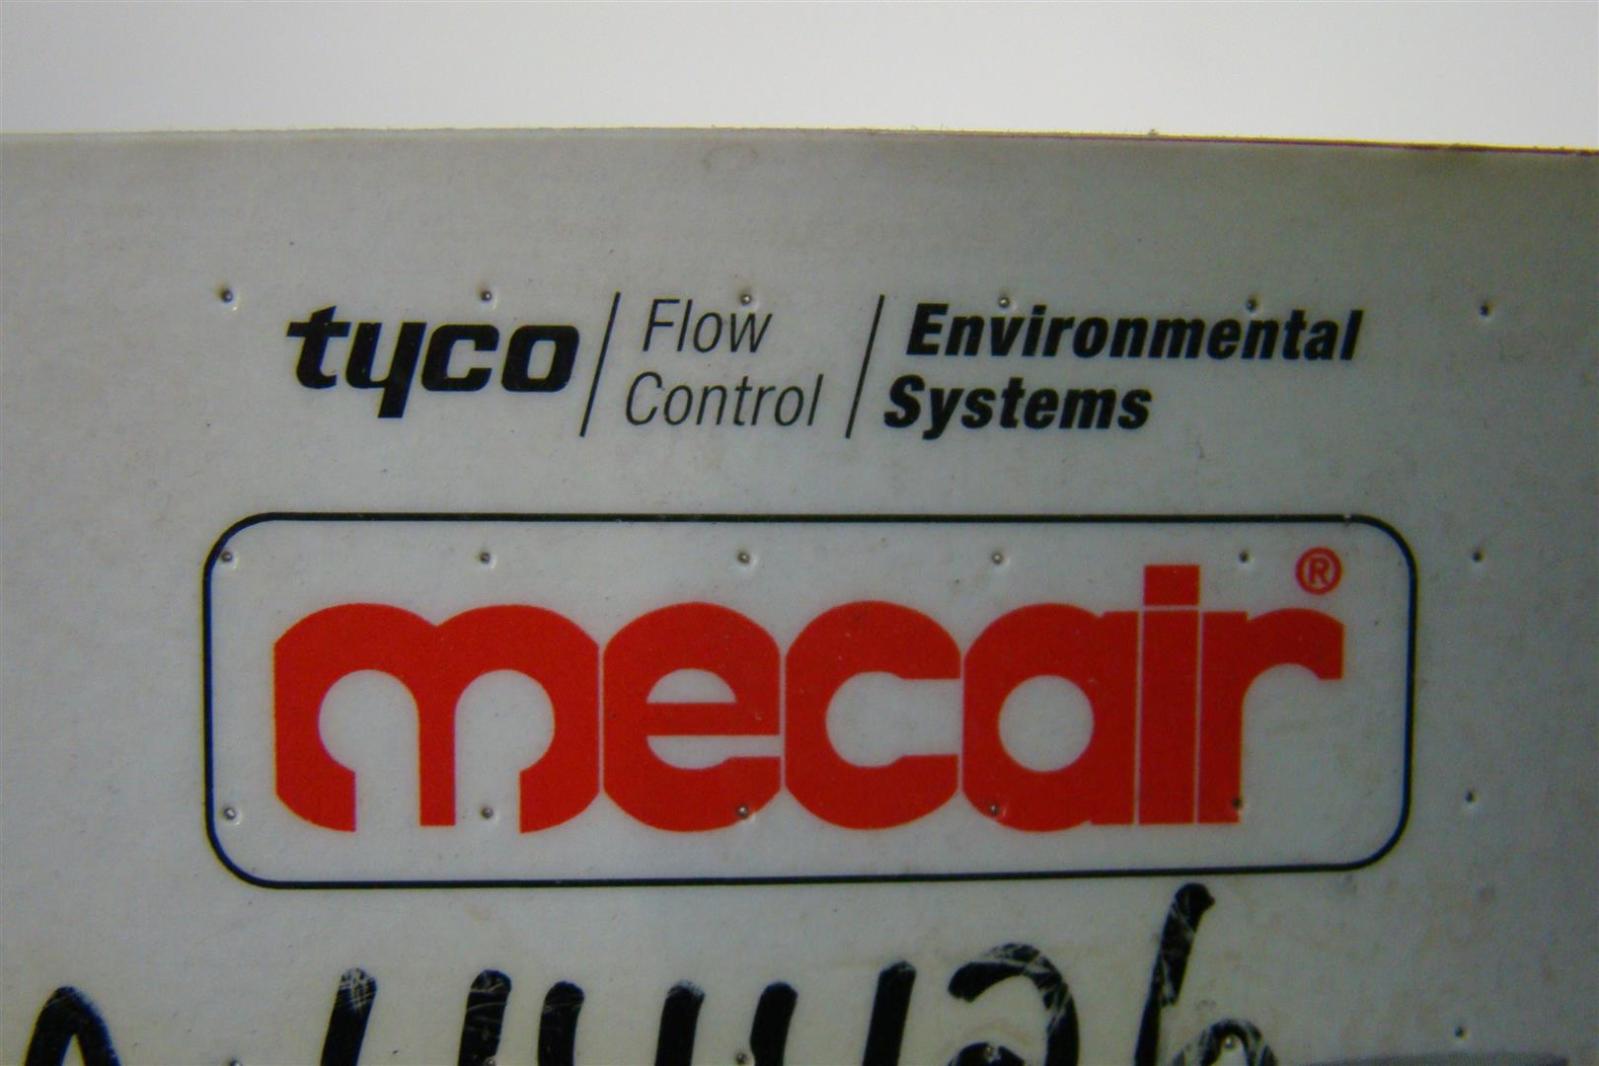 tyco / Flow Control / Environmental Systems
mecair®